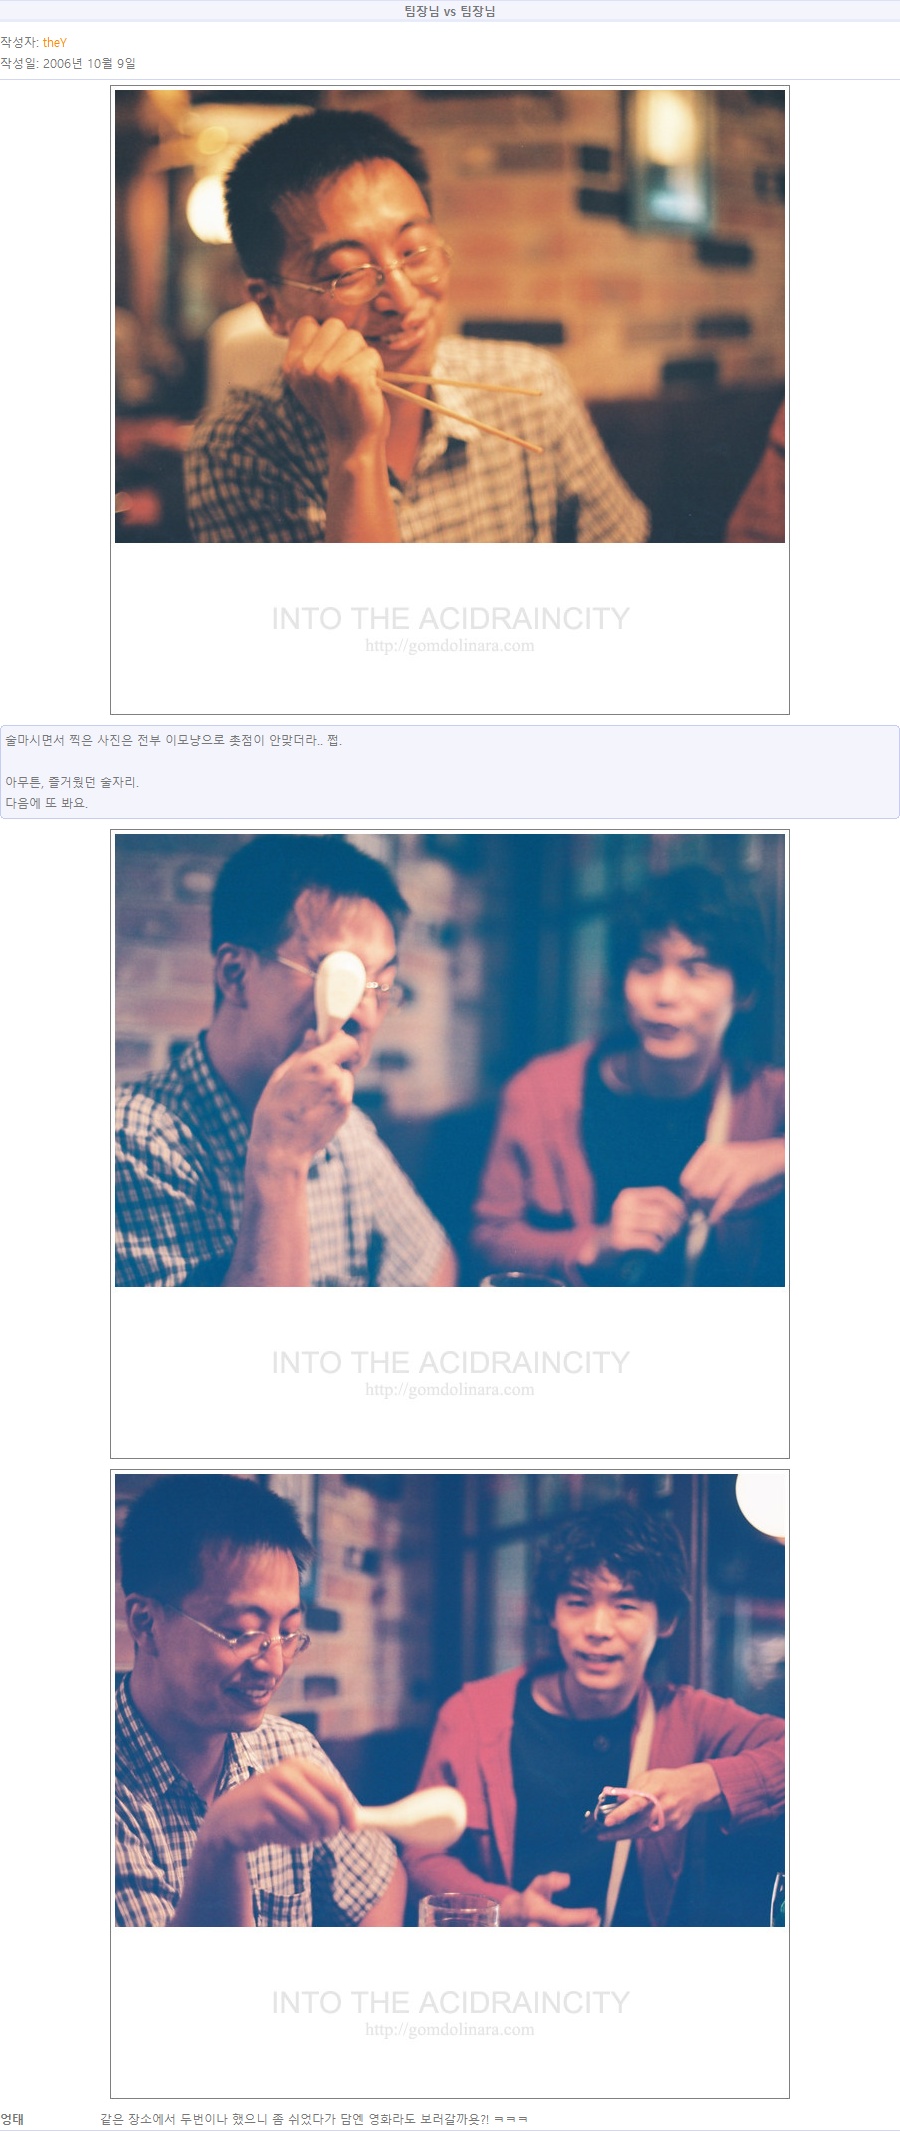 팀장님 vs 팀장님
작성자: theY
작성일: 2006년 10월 9일
INTO THE ACIDRAINCITY
http://gomdolinara.com
술마시면서 찍은 사진은 전부 이모냥으로 촛점이 안맞더라.. 쩝.
아무튼, 즐거웠던 술자리.
다음에 또 봐요.
INTO THE ACIDRAINCITY
http://gomdolinara.com
INTO THE ACIDRAINCITY
http://gomdolinara.com
엉태 같은 장소에서 두번이나 했으니 좀 쉬었다가 담엔 영화라도 보러갈까욧?! ㅋㅋㅋ